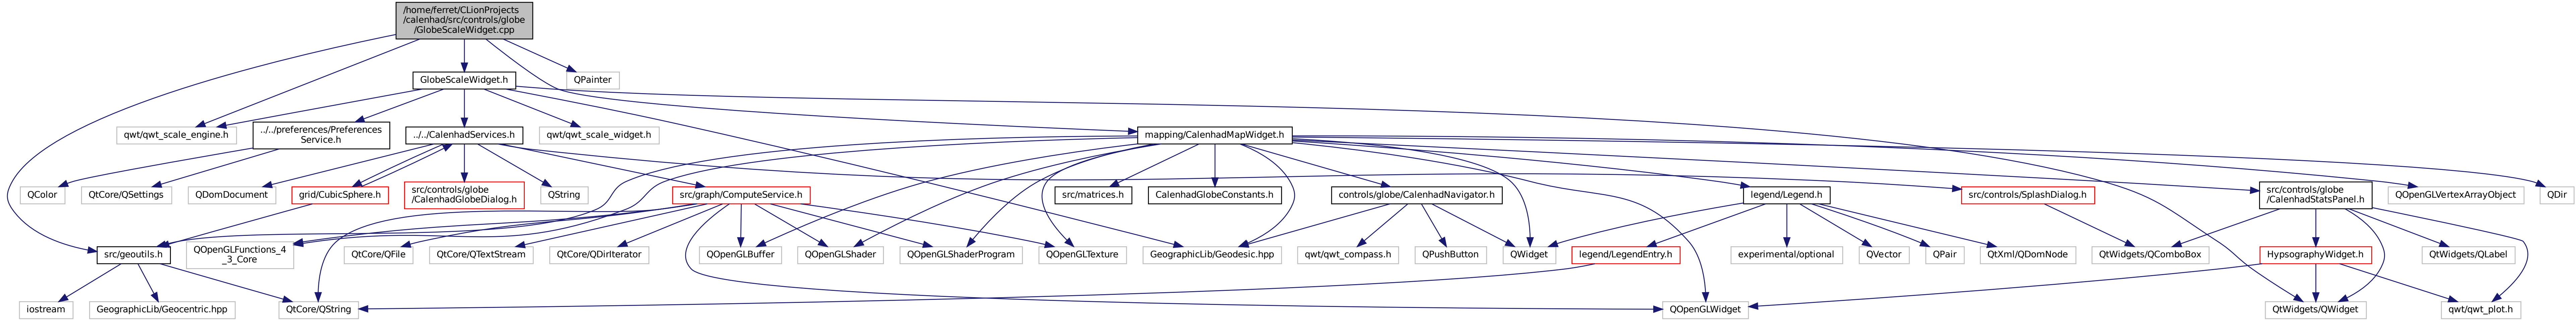 /home/ferret/CLionProjects
/calenhad/src/controls/globe
/GlobeScaleWidget.cpp
GlobeScaleWidget.h
QPainter
qwt/qwt_scale_engine.h
../../preferences/Preferences
Service.h
../../CalenhadServices.h
qwt/qwt_scale_widget.h
mapping/CalenhadMapWidget.h
QColor
QtCore/QSettings
QDomDocument
grid/CubicSphere.h
src/controls/globe
/CalenhadGlobeDialog.h
QString
src/graph/ComputeService.h
src/matrices.h
CalenhadGlobeConstants.h
controls/globe/CalenhadNavigator.h
legend/Legend.h
src/controls/SplashDialog.h
src/controls/globe
/CalenhadStatsPanel.h
QOpenGLVertexArrayObject
QDir
src/geoutils.h
QOpenGLFunctions_4
_3_Core
QtCore/QFile
QtCore/QTextStream
QtCore/QDirIterator
QOpenGLBuffer
QOpenGLShader
QOpenGLShaderProgram
QOpenGLTexture
GeographicLib/Geodesic.hpp
qwt/qwt_compass.h
QPushButton
QWidget
legend/LegendEntry.h
experimental/optional
QVector
QPair
QtXml/QDomNode
QtWidgets/QComboBox
HypsographyWidget.h
QtWidgets/QLabel
iostream
GeographicLib/Geocentric.hpp
QtCore/QString
QOpenGLWidget
QtWidgets/QWidget
qwt/qwt_plot.h